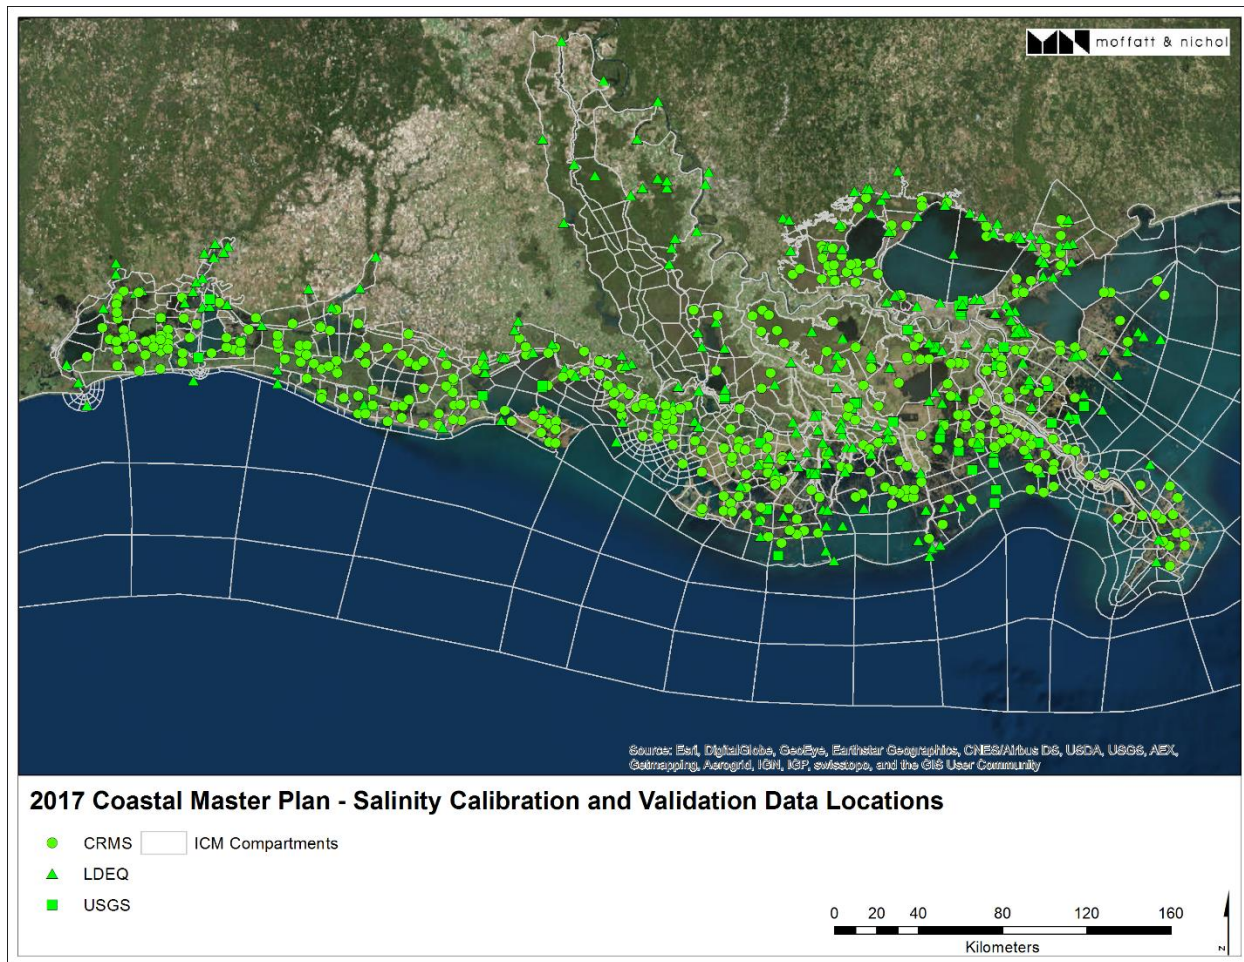 moffatt & nichol
Source: Esri, DigitalGlobe, GeoEye, Earthstar Geographics, CNES/Airbus DS, USDA, USGS, AEX,
Getmapping, Aerogrid, IGN, IGP, swisstopo, and the GIS User Community
2017 Coastal Master Plan - Salinity Calibration and Validation Data Locations
CRMS ICM Compartments
LDEQ
USGS
0 20 40 80 120 160
Kilometers
N